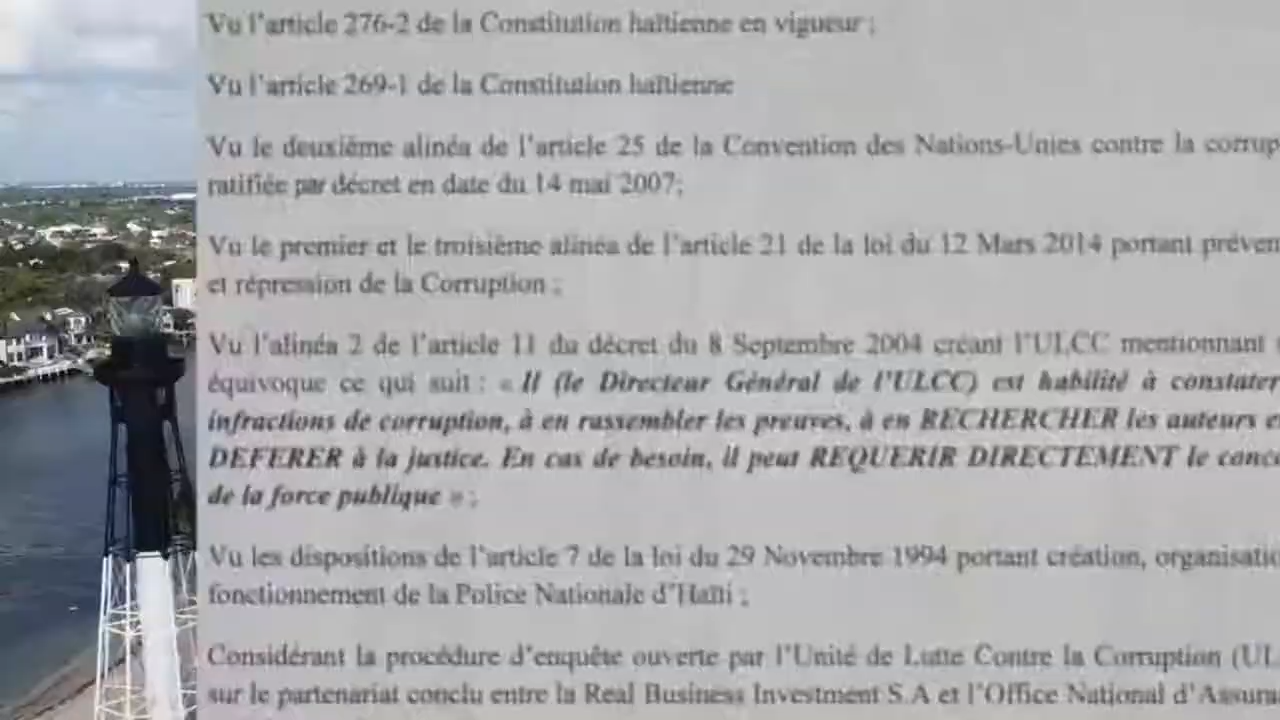 Vu l'article 276-2 de la Constitution haïtienne en vigueur ;
Vu l'article 269-1 de la Constitution haïtienne
Vu le deuxième alinéa de l'article 25 de la Convention des Nations-Unies contre la corrup
ratifiée par décret en date du 14 mai 2007;
Vu le premier et le troisième alinéa de l'article 21 de la loi du 12 Mars 2014 portant préven
et répression de la Corruption ;
Vu l'alinéa 2 de l'article 11 du décret du 8 Septembre 2004 créant l'ULCC mentionnant
équivoque ce qui suit : « Il (le Directeur Général de l'ULCC) est habilité à constater
infractions de corruption, à en rassembler les preuves, à en RECHERCHER les auteurs e
DEFERER à la justice. En cas de besoin, il peut REQUERIR DIRECTEMENT le conc
de la force publique » ;
Vu les dispositions de l'article 7 de la loi du 29 Novembre 1994 portant création, organisatio
fonctionnement de la Police Nationale d'Haïti ;
Considérant la procédure d'enquête ouverte par l'Unité de Lutte Contre la Corruption (UL
sur le partenariat conclu entre la Real Business Investment S.A et l'Office National d'Assura